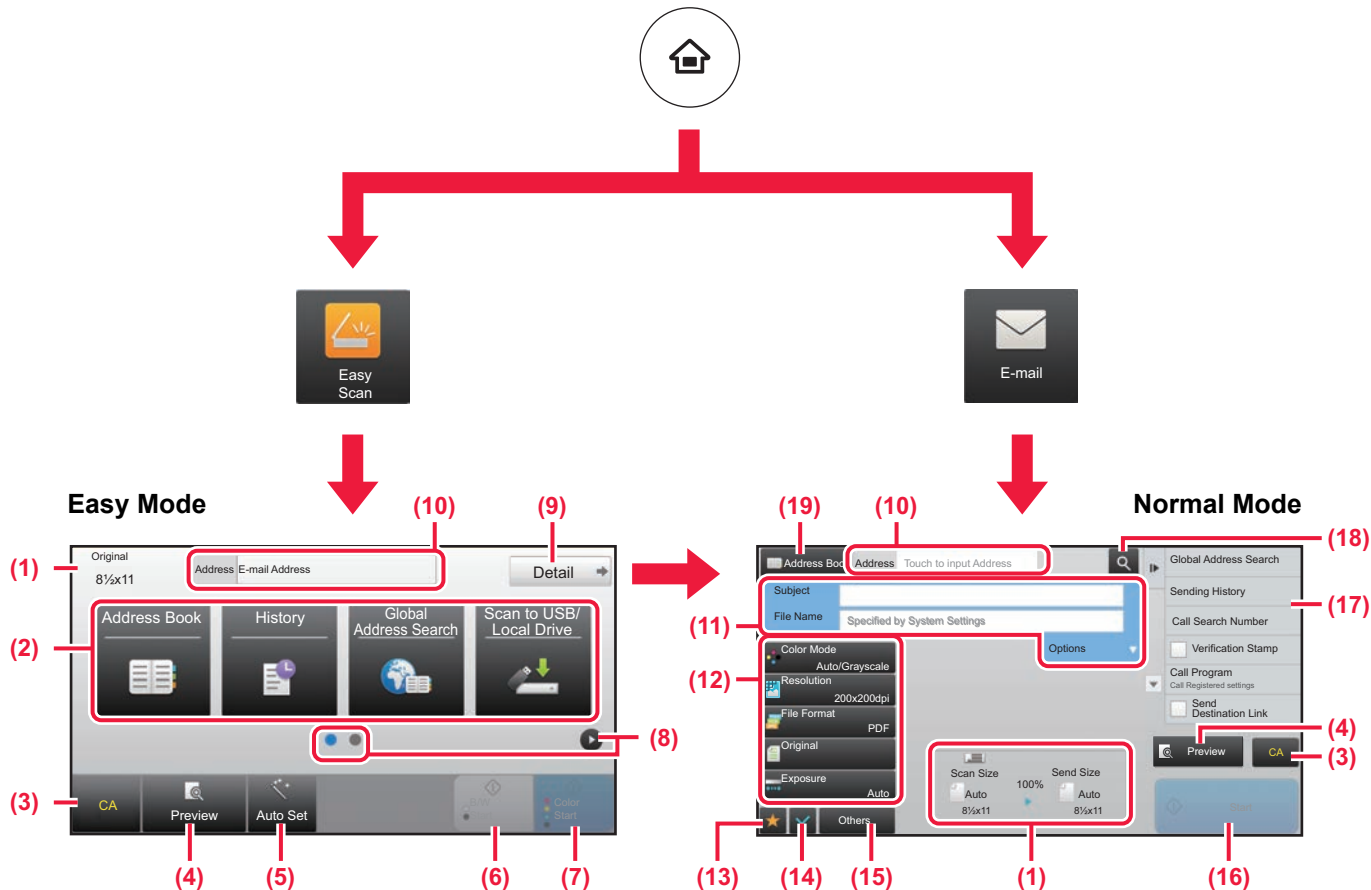 Easy
Scan
E-mail
Easy Mode
Normal Mode
(10)
(9)
(19)
(10)
(18)
(1)
Original
8½x11
Address E-mail Address
Detail
(2)
Address Book
History
Global
Address Search
Scan to USB/
Local Drive
(8)
(3)
CA
Preview
Auto Set
B/W
Start
Color
Start
(4)
(5)
(6)
(7)
Address Boo
Address Touch to input Address
(11)
Subject
File Name Specified by System Settings
Options
(12)
Color Mode
Auto/Grayscale
Resolution
200x200dpi
File Format
PDF
Original
Exposure
Auto
Others
Scan Size
Auto
8½x11
100%
Send Size
Auto
8½x11
Global Address Search
Sending History
(17)
Call Search Number
Verification Stamp
Call Program
Call Registered settings
Send
Destination Link
(4)
Preview
CA
(3)
Start
(13)
(14)
(15)
(1)
(16)